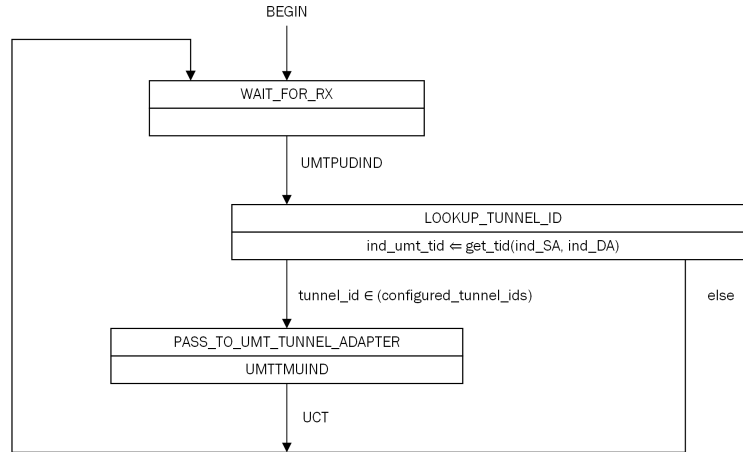 BEGIN
WAIT_FOR_RX
UMTPUDIND
LOOKUP_TUNNEL_ID
ind_umt_tid ⇐ get_tid(ind_SA, ind_DA)
tunnel_id ∈ (configured_tunnel_ids)
else
PASS_TO_UMT_TUNNEL_ADAPTER
UMTTMUIND
UCT